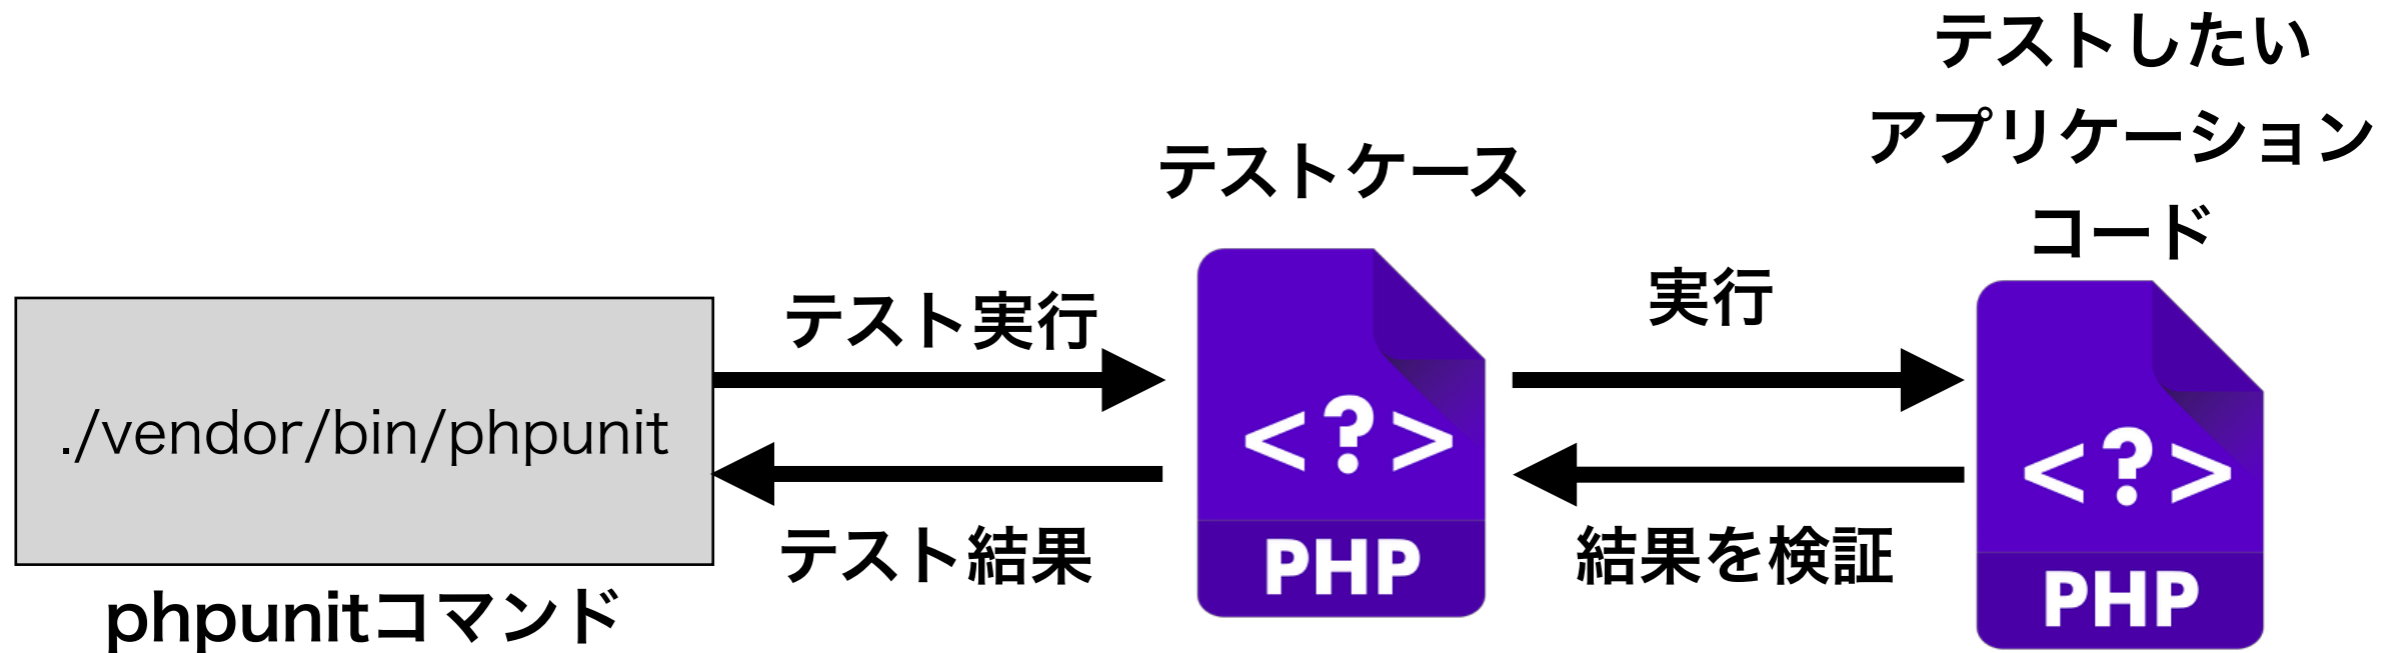 テストしたい
アプリケーション
コード
テストケース
実行
テスト実行
./vendor/bin/phpunit
<?>
<?>
テスト結果
結果を検証
PHP
PHP
phpunitコマンド